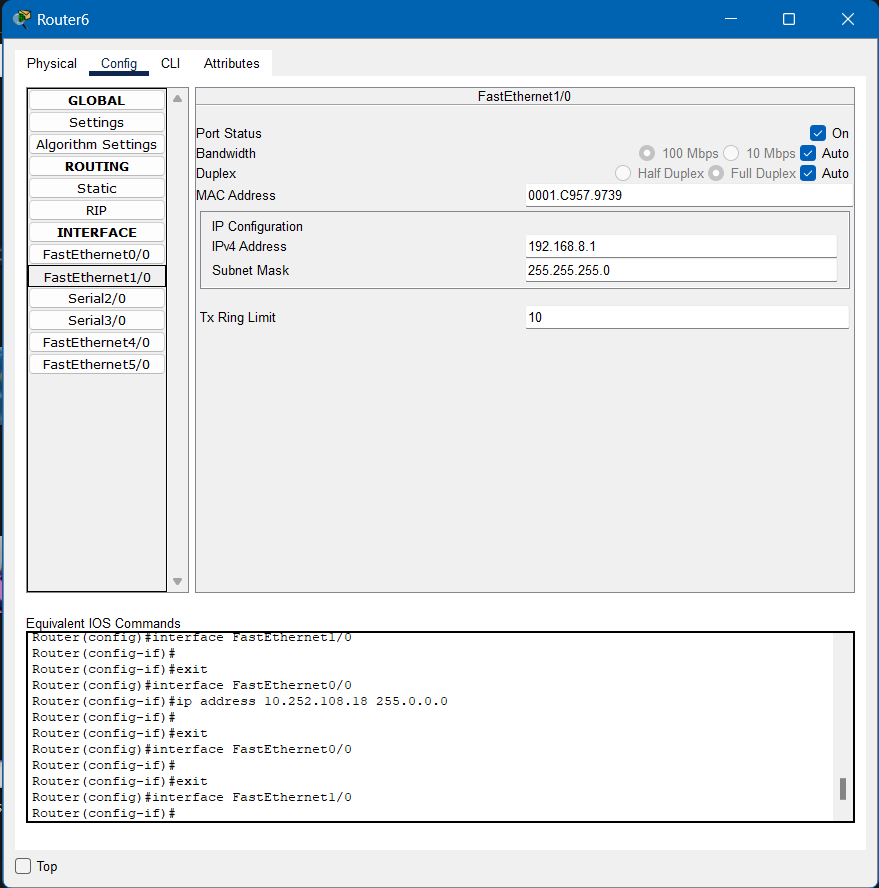 Router6
Physical Config CLI Attributes
GLOBAL
Settings
Algorithm Settings
ROUTING
Static
RIP
INTERFACE
FastEthernet0/0
FastEthernet1/0
Serial2/0
Serial3/0
FastEthernet4/0
FastEthernet5/0
FastEthernet1/0
Port Status On
Bandwidth 100 Mbps 10 Mbps Auto
Duplex Half Duplex Full Duplex Auto
MAC Address 0001.C957.9739
IP Configuration
IPv4 Address 192.168.8.1
Subnet Mask 255.255.255.0
Tx Ring Limit 10
Equivalent IOS Commands
Router(config)#interface FastEthernet1/0
Router(config-if)#
Router(config-if)#exit
Router(config)#interface FastEthernet0/0
Router(config-if)#ip address 10.252.108.18 255.0.0.0
Router(config-if)#
Router(config-if)#exit
Router(config)#interface FastEthernet0/0
Router(config-if)#
Router(config-if)#exit
Router(config)#interface FastEthernet1/0
Router(config-if)#
Top